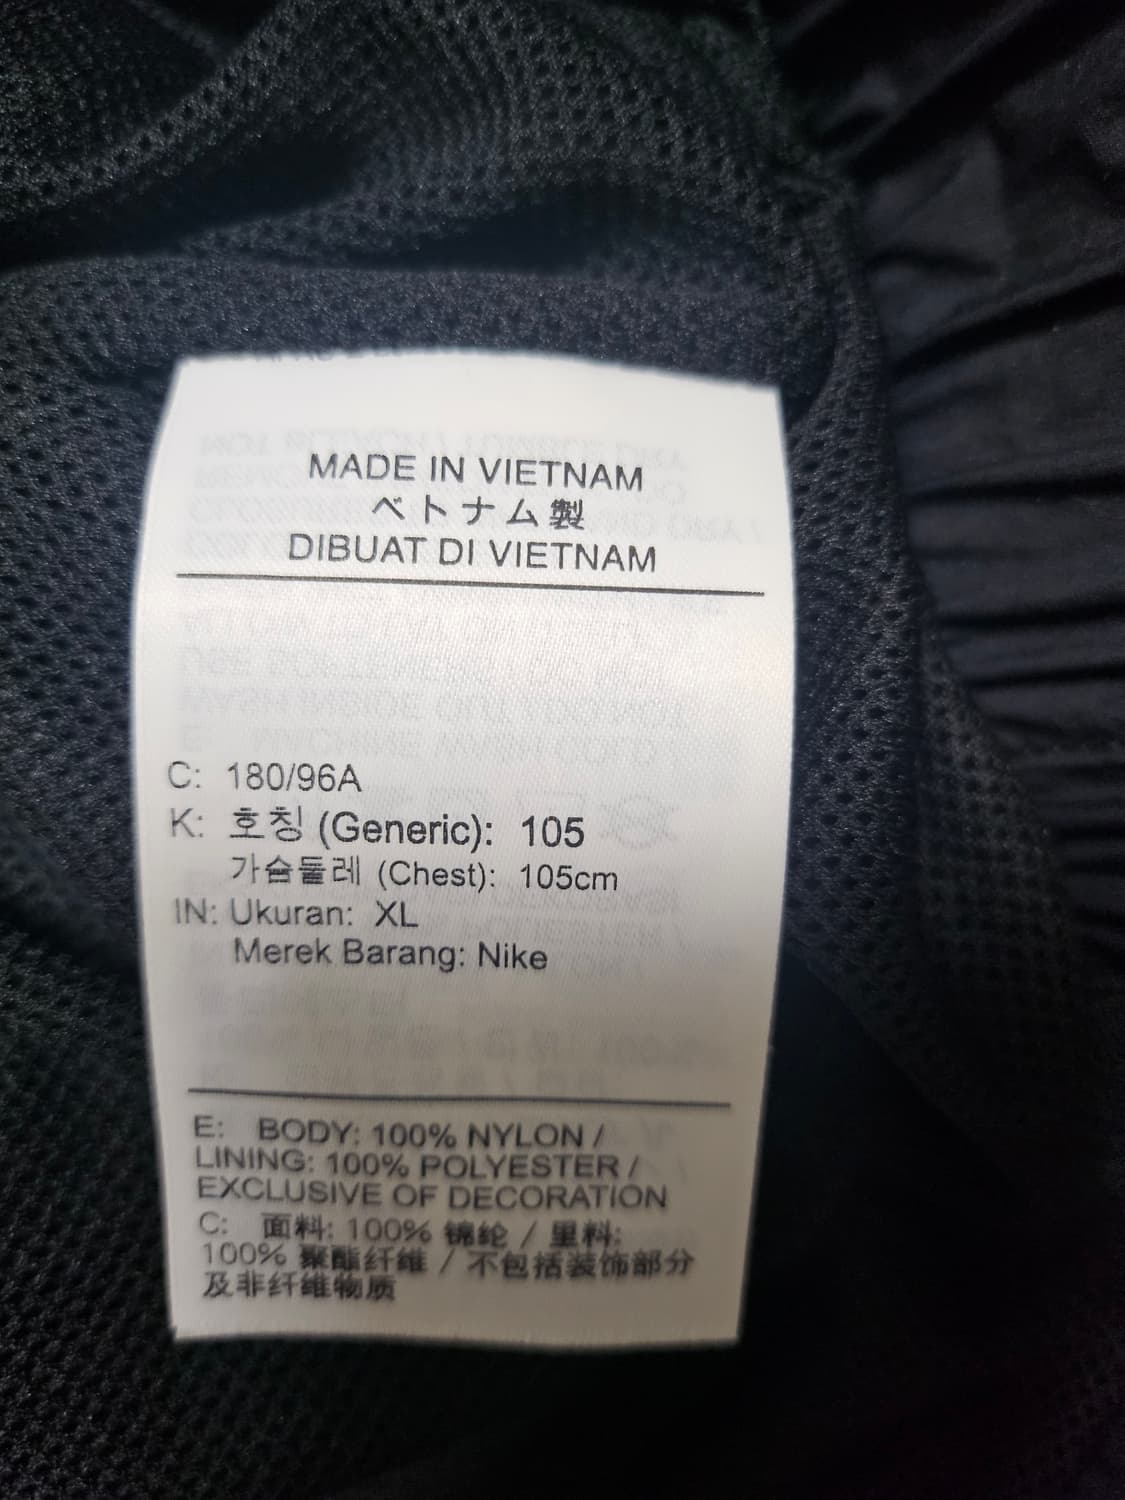 MADE IN VIETNAM
ベトナム製
DIBUAT DI VIETNAM
C: 180/96A
K: 호칭 (Generic): 105
가슴둘레 (Chest): 105cm
IN: Ukuran: XL
Merek Barang: Nike
E: BODY: 100% NYLON /
LINING: 100% POLYESTER /
EXCLUSIVE OF DECORATION
C: 面料: 100% 锦纶 / 里料:
100% 聚酯纤维 / 不包括装饰部分
及非纤维物质